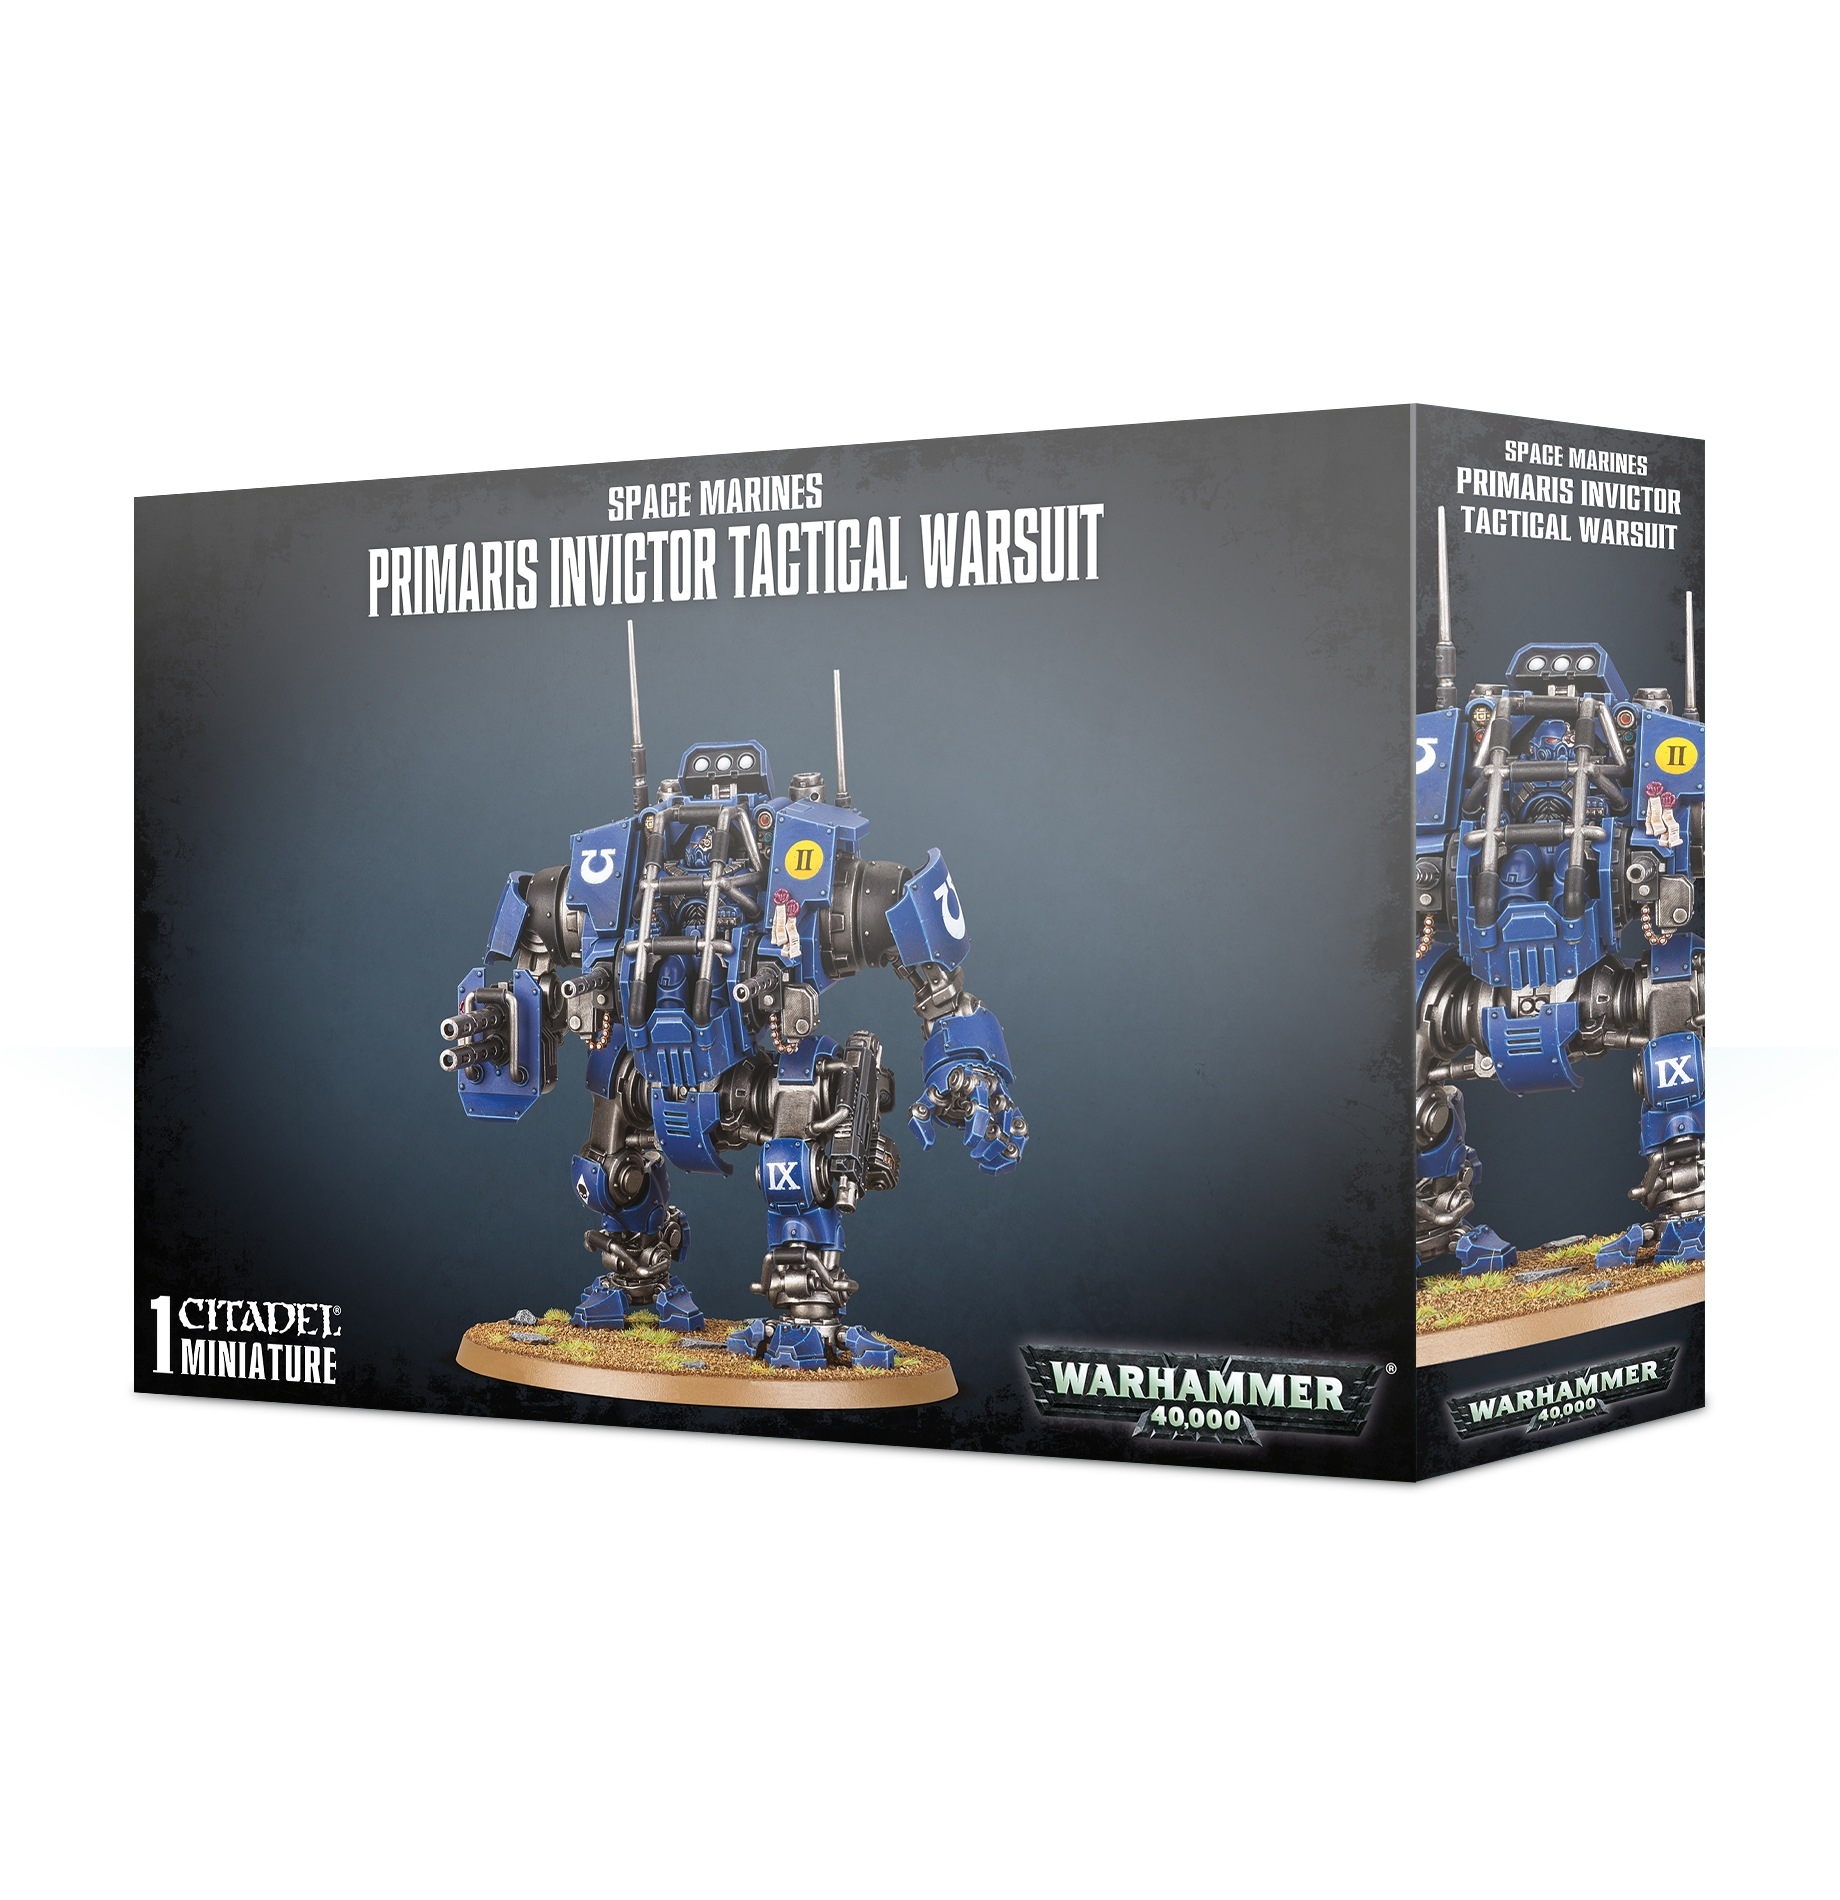 SPACE MARINES
PRIMARIS INVICTOR TACTICAL WARSUIT
II
IX
1 CITADEL®
MINIATURE
WARHAMMER®
40,000
SPACE MARINES
PRIMARIS INVICTOR
TACTICAL WARSUIT
II
IX
WARHAMMER
40,000